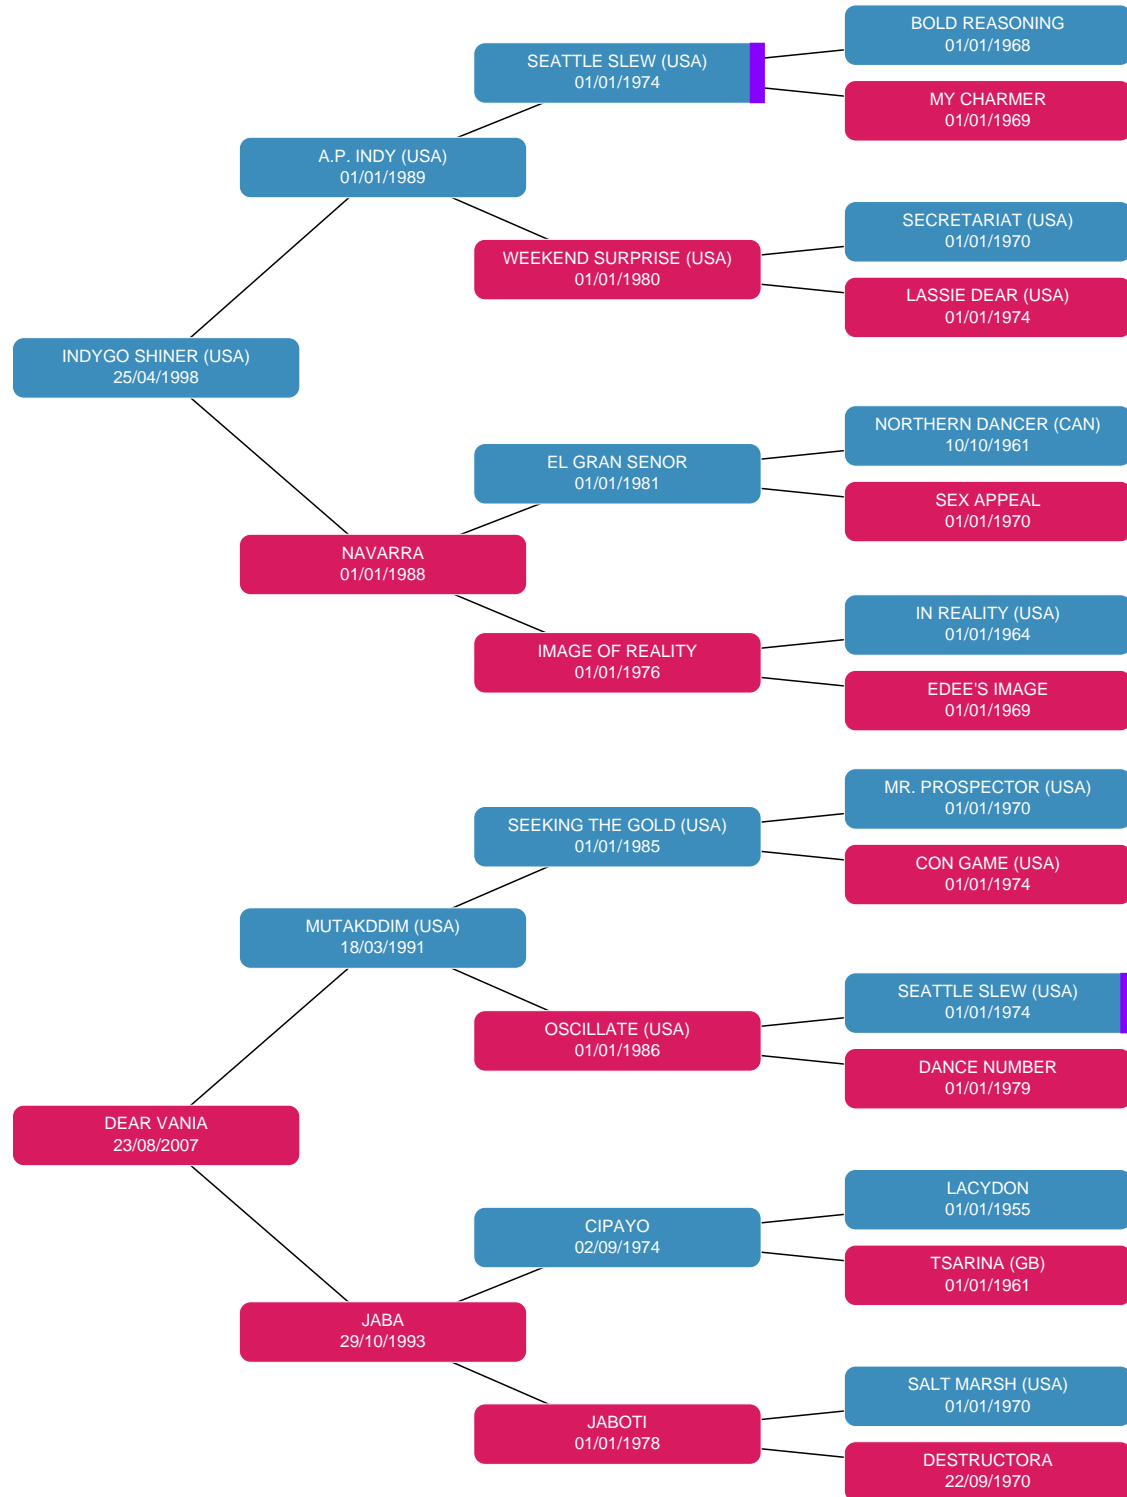 BOLD REASONING
01/01/1968
SEATTLE SLEW (USA)
01/01/1974
MY CHARMER
01/01/1969
A.P. INDY (USA)
01/01/1989
SECRETARIAT (USA)
01/01/1970
WEEKEND SURPRISE (USA)
01/01/1980
LASSIE DEAR (USA)
01/01/1974
INDYGO SHINER (USA)
25/04/1998
NORTHERN DANCER (CAN)
10/10/1961
EL GRAN SENOR
01/01/1981
SEX APPEAL
01/01/1970
NAVARRA
01/01/1988
IN REALITY (USA)
01/01/1964
IMAGE OF REALITY
01/01/1976
EDEE'S IMAGE
01/01/1969
MR. PROSPECTOR (USA)
01/01/1970
SEEKING THE GOLD (USA)
01/01/1985
CON GAME (USA)
01/01/1974
MUTAKDDIM (USA)
18/03/1991
SEATTLE SLEW (USA)
01/01/1974
OSCILLATE (USA)
01/01/1986
DANCE NUMBER
01/01/1979
DEAR VANIA
23/08/2007
LACYDON
01/01/1955
CIPAYO
02/09/1974
TSARINA (GB)
01/01/1961
JABA
29/10/1993
SALT MARSH (USA)
01/01/1970
JABOTI
01/01/1978
DESTRUCTORA
22/09/1970